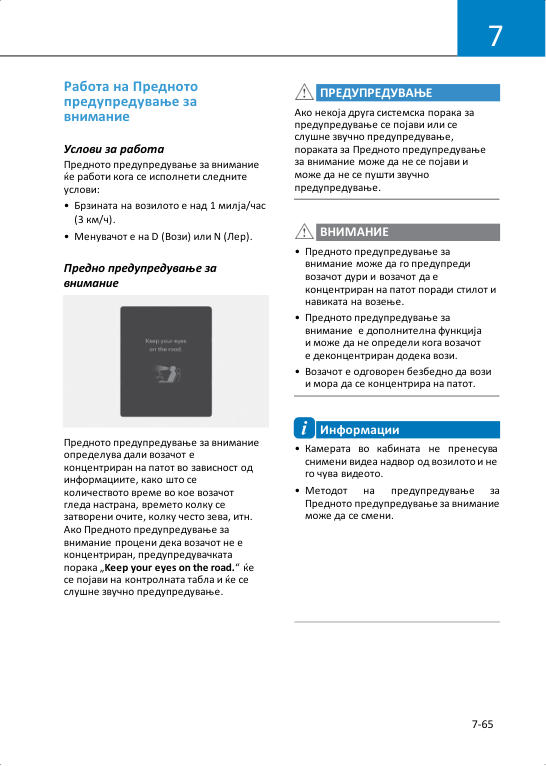 7
Работа на Предното
предупредување за
внимание
Услови за работа
Предното предупредување за внимание
ќе работи кога се исполнети следните
услови:
• Брзината на возилото е над 1 милја/час
(3 км/ч).
• Менувачот е на D (Вози) или N (Лер).
Предно предупредување за
внимание
Keep your eyes
on the road.
Предното предупредување за внимание
определува дали возачот е
концентриран на патот во зависност од
информациите, како што се
количеството време во кое возачот
гледа настрана, времето колку се
затворени очите, колку често зева, итн.
Ако Предното предупредување за
внимание процени дека возачот не е
концентриран, предупредувачката
порака „Keep your eyes on the road.“ ќе
се појави на контролната табла и ќе се
слушне звучно предупредување.
ПРЕДУПРЕДУВАЊЕ
Ако некоја друга системска порака за
предупредување се појави или се
слушне звучно предупредување,
пораката за Предното предупредување
за внимание може да не се појави и
може да не се пушти звучно
предупредување.
ВНИМАНИЕ
• Предното предупредување за
внимание може да го предупреди
возачот дури и возачот да е
концентриран на патот поради стилот и
навиката на возење.
• Предното предупредување за
внимание е дополнителна функција
и може да не определи кога возачот
е деконцентриран додека вози.
• Возачот е одговорен безбедно да вози
и мора да се концентрира на патот.
i Информации
• Камерата во кабината не пренесува
снимени видеа надвор од возилото и не
го чува видеото.
• Методот на предупредување за
Предното предупредување за внимание
може да се смени.
7-65